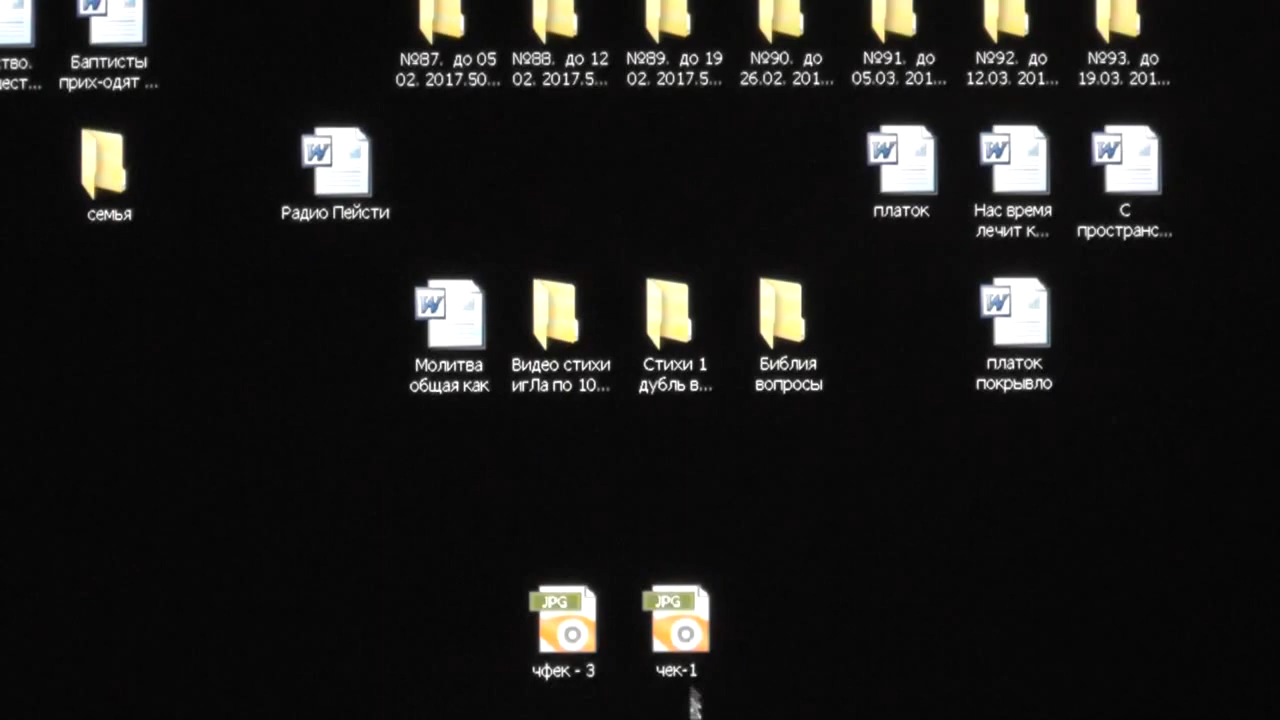 тво.
ест...
Баптисты
прих-одят ...
№87. до 05
02. 2017.50...
№88. до 12
02. 2017.5...
№89. до 19
02. 2017.5...
№90. до
26.02. 201...
№91. до
05.03. 201...
№92. до
12.03. 201...
№93. до
19.03. 201...
семья
Радио Пейсти
платок
Нас время
лечит к...
С
пространс...
Молитва
общая как
Видео стихи
игЛа по 10...
Стихи 1
дубль в...
Библия
вопросы
платок
покрывло
JPG
чфек - 3
JPG
чек-1